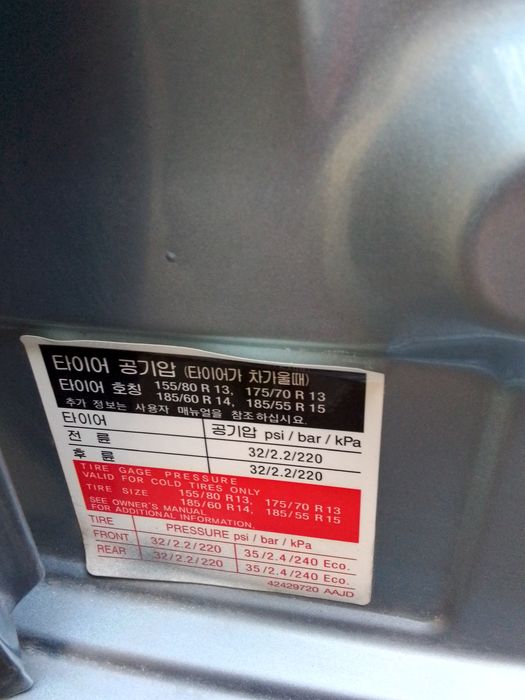 타이어 공기압 (타이어가 차가울때)
타이어 호칭 155/80 R 13, 175/70 R 13
185/60 R 14, 185/55 R 15
추가 정보는 사용자 매뉴얼을 참조하십시요.
타이어 공기압 psi / bar / kPa
전 륜 32/2.2/220
후 륜 32/2.2/220
TIRE GAGE PRESSURE
VALID FOR COLD TIRES ONLY
TIRE SIZE 155/80 R13, 175/70 R13
185/60 R14, 185/55 R15
SEE OWNER'S MANUAL
FOR ADDITIONAL INFORMATION.
TIRE PRESSURE psi / bar / kPa
FRONT 32/2.2/220 35/2.4/240 Eco.
REAR 32/2.2/220 35/2.4/240 Eco.
42429720 AAJD